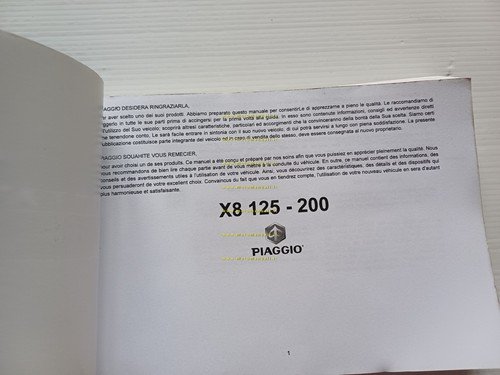 PIAGGIO DESIDERA RINGRAZIARLA,
per aver scelto uno dei suoi prodotti. Abbiamo preparato questo manuale per consentirLe di apprezzarne a pieno le qualità. Le raccomandiamo di
leggerlo in tutte le sue parti prima di accingersi per la prima volta alla guida. In esso sono contenute informazioni, consigli ed avvertenze diretti
all'utilizzo del Suo veicolo; scoprirà altresì caratteristiche, particolari ed accorgimenti che la convinceranno della bontà della Sua scelta. Siamo certi
che tenendone conto, Le sarà facile entrare in sintonia con il suo nuovo veicolo, di cui potrà servirsi a lungo con piena soddisfazione. La presente
pubblicazione costituisce parte integrante del veicolo ed in caso di vendita dello stesso, deve essere consegnata al nuovo proprietario.
PIAGGIO SOUHAITE VOUS REMECIER,
pour avoir choisi un de ses produits. Ce manuel a été conçu et préparé par nos soins afin que vous puissiez en apprécier pleinement la qualité. Nous
vous recommandons de bien lire chaque partie avant de vous mettre à la conduite du véhicule. En outre, ce manuel contient des informations, des
conseils et des avertissements utiles à l'utilisation de votre véhicule. Ainsi, vous découvrirez des caractéristiques, des détails et des dispositifs qui
vous persuaderont de votre excellent choix. Convaincus du fait que vous en tiendrez compte, l'utilisation de votre nouveau véhicule en sera d'autant
plus harmonieuse et satisfaisante.
X8 125 - 200
PIAGGIO
1